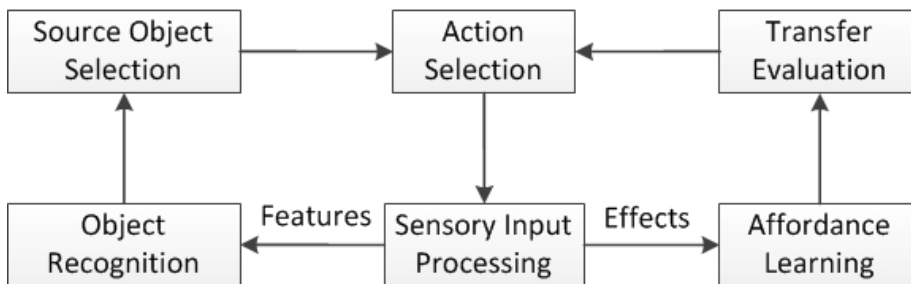 Source Object
Selection
Action
Selection
Transfer
Evaluation
Object
Recognition
Features
Sensory Input
Processing
Effects
Affordance
Learning